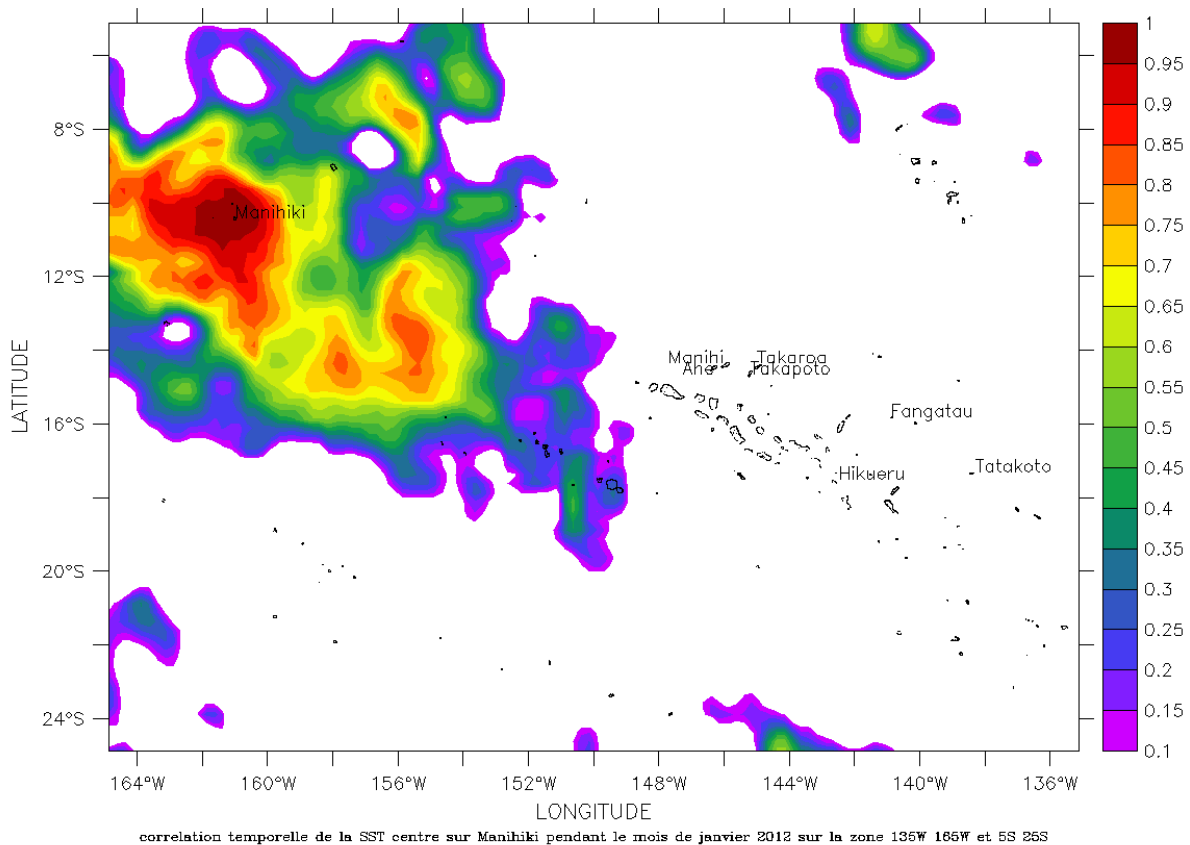 1
0.95
0.9
0.85
0.8
0.75
0.7
0.65
0.6
0.55
0.5
0.45
0.4
0.35
0.3
0.25
0.2
0.15
0.1
LATITUDE
8°S
12°S
16°S
20°S
24°S
Manihiki
Manihi
Takaroa
Ahe
Takapoto
Fangatau
Hikueru
Tatakoto
164°W 160°W 156°W 152°W 148°W 144°W 140°W 136°W
LONGITUDE
correlation temporelle de la SST centre sur Manihiki pendant le mois de janvier 2012 sur la zone 135W 165W et 5S 25S